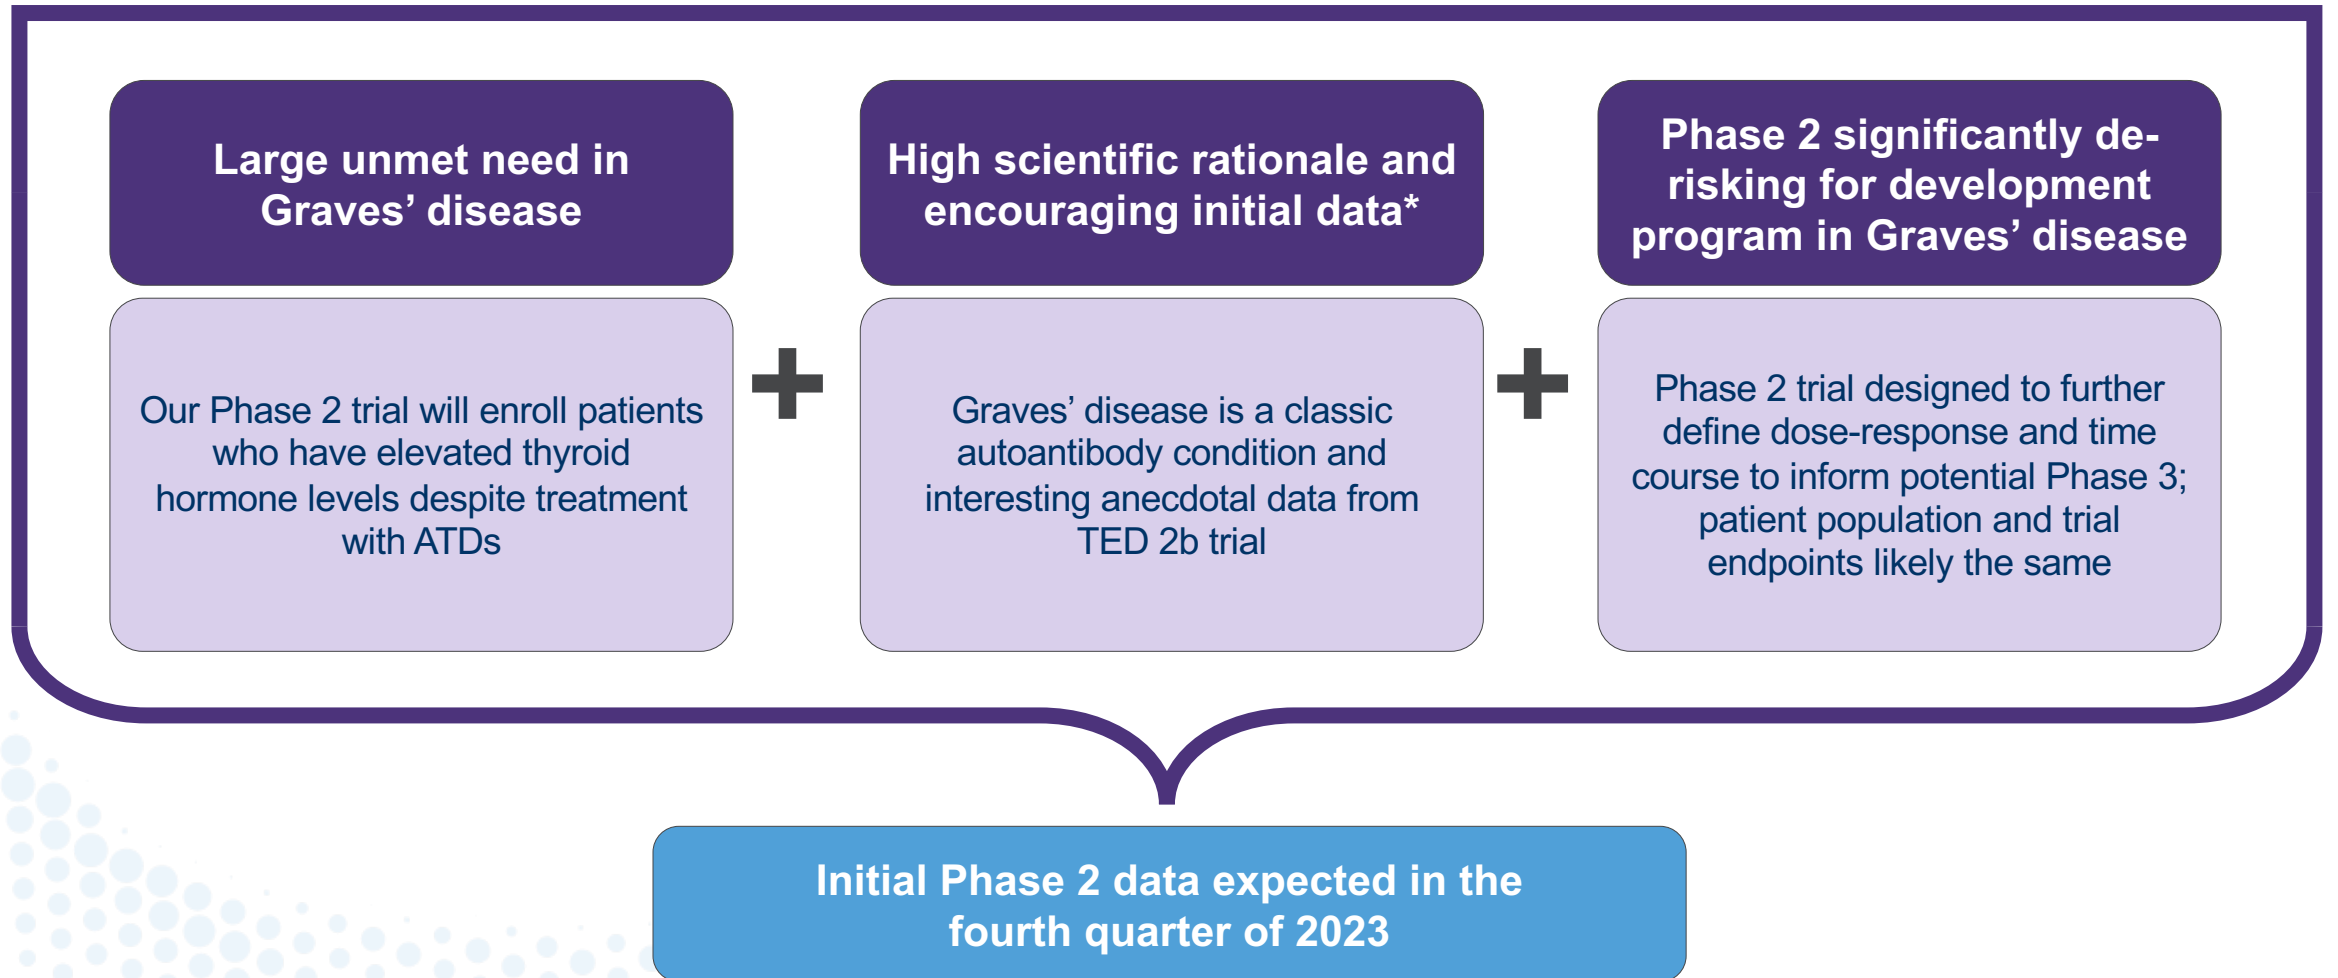 Large unmet need in
Graves’ disease
Our Phase 2 trial will enroll patients
who have elevated thyroid
hormone levels despite treatment
with ATDs
High scientific rationale and
encouraging initial data*
Graves’ disease is a classic
autoantibody condition and
interesting anecdotal data from
TED 2b trial
Phase 2 significantly de-
risking for development
program in Graves’ disease
Phase 2 trial designed to further
define dose-response and time
course to inform potential Phase 3;
patient population and trial
endpoints likely the same
Initial Phase 2 data expected in the
fourth quarter of 2023